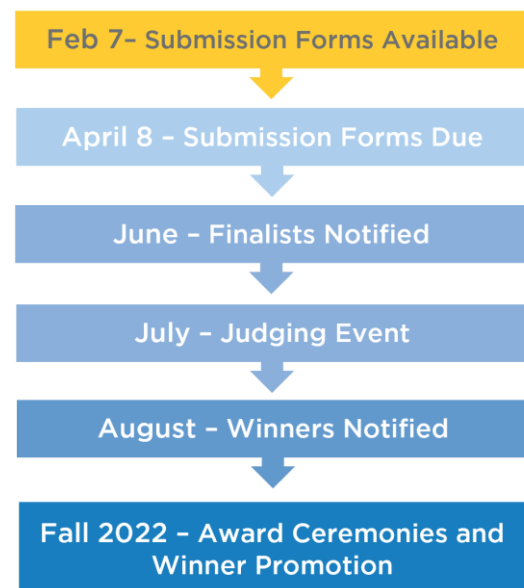 Feb 7– Submission Forms Available
April 8 – Submission Forms Due
June – Finalists Notified
July – Judging Event
August – Winners Notified
Fall 2022 – Award Ceremonies and
Winner Promotion